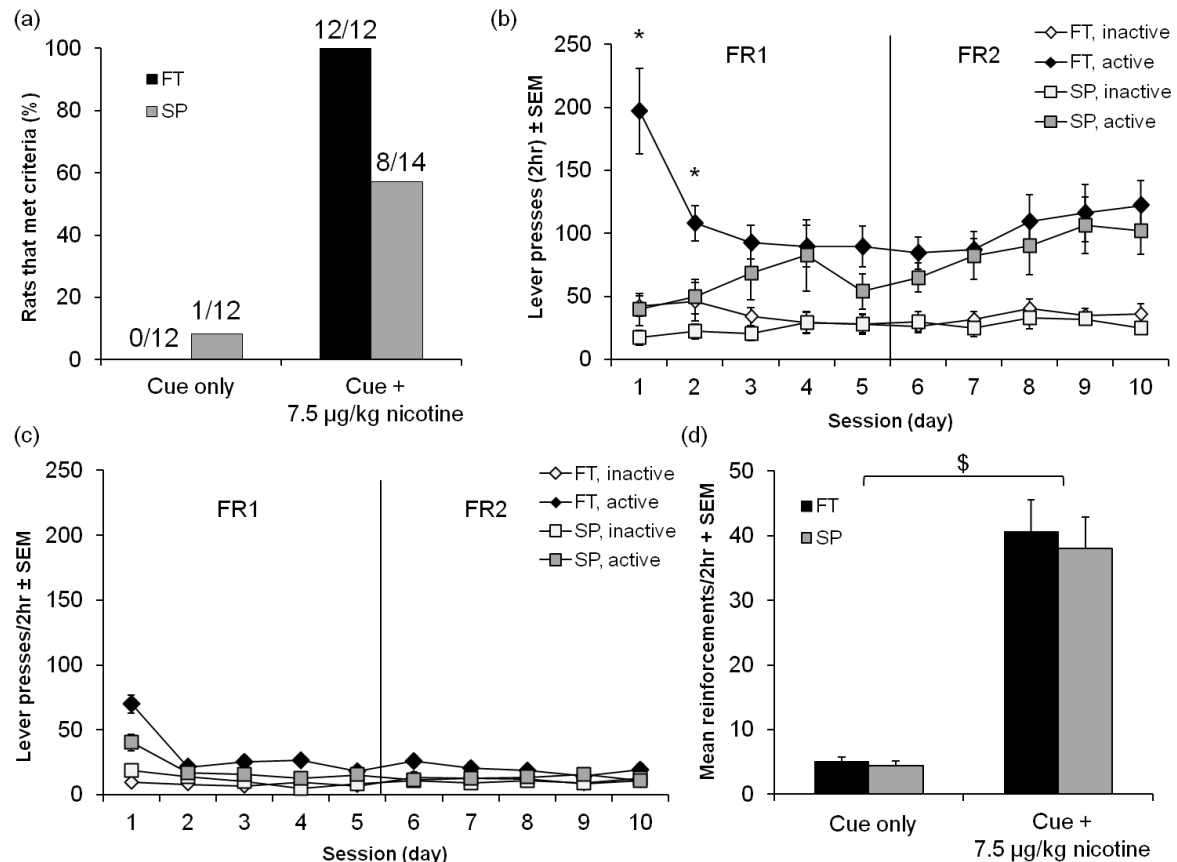 (a)
Rats that met criteria (%)
100
80
60
40
20
0
FT
SP
12/12
8/14
1/12
0/12
Cue only
Cue +
7.5 µg/kg nicotine
(b)
Lever presses (2hr) ± SEM
250
200
150
100
50
0
*
*
FR1
FR2
FT, inactive
FT, active
SP, inactive
SP, active
1 2 3 4 5 6 7 8 9 10
Session (day)
(c)
Lever presses/2hr ± SEM
250
200
150
100
50
0
FR1
FR2
FT, inactive
FT, active
SP, inactive
SP, active
1 2 3 4 5 6 7 8 9 10
Session (day)
(d)
Mean reinforcements/2hr + SEM
50
40
30
20
10
0
$
FT
SP
Cue only
Cue +
7.5 µg/kg nicotine